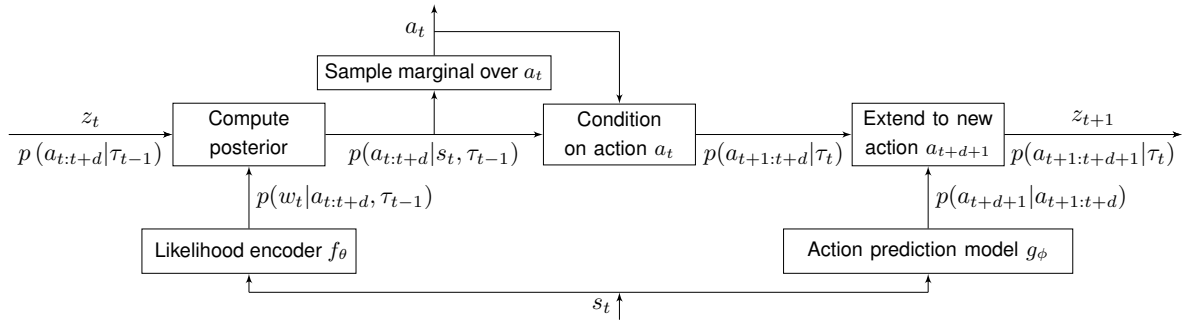 a_t
Sample marginal over a_t
z_t
p (a_{t:t+d}|τ_{t−1})
Compute
posterior
p(a_{t:t+d}|s_t, τ_{t−1})
Condition
on action a_t
p(a_{t+1:t+d}|τ_t)
Extend to new
action a_{t+d+1}
z_{t+1}
p(a_{t+1:t+d+1}|τ_t)
p(w_t|a_{t:t+d}, τ_{t−1})
p(a_{t+d+1}|a_{t+1:t+d})
Likelihood encoder f_θ
Action prediction model g_ϕ
s_t